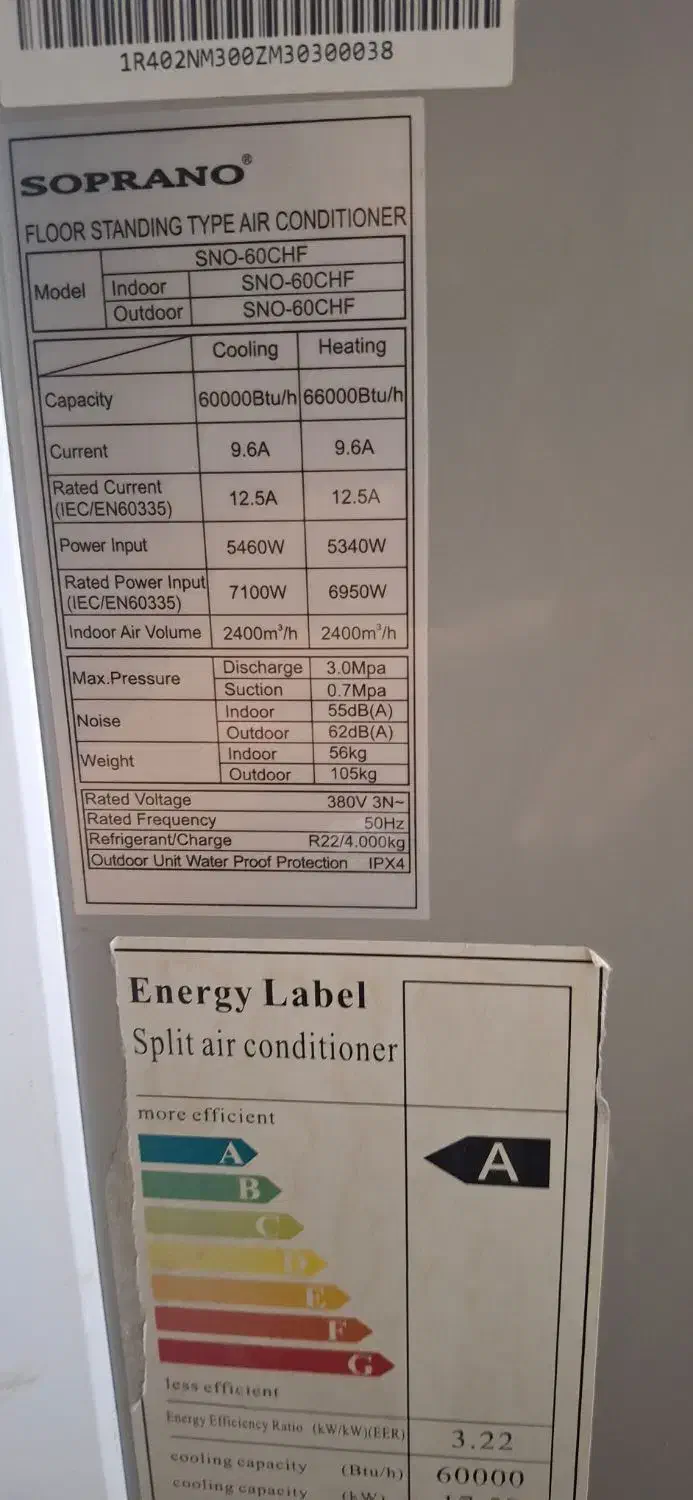 1R402NM300ZM30300038
SOPRANO®
FLOOR STANDING TYPE AIR CONDITIONER
Model SNO-60CHF
Indoor SNO-60CHF
Outdoor SNO-60CHF
Cooling Heating
Capacity 60000Btu/h 66000Btu/h
Current 9.6A 9.6A
Rated Current (IEC/EN60335) 12.5A 12.5A
Power Input 5460W 5340W
Rated Power Input (IEC/EN60335) 7100W 6950W
Indoor Air Volume 2400m³/h 2400m³/h
Max.Pressure Discharge 3.0Mpa
Suction 0.7Mpa
Noise Indoor 55dB(A)
Outdoor 62dB(A)
Weight Indoor 56kg
Outdoor 105kg
Rated Voltage 380V 3N~
Rated Frequency 50Hz
Refrigerant/Charge R22/4.000kg
Outdoor Unit Water Proof Protection IPX4
Energy Label
Split air conditioner
more efficient
A A
B
C
D
E
F
G
less efficient
Energy Efficiency Ratio (kW/kW)(EER) 3.22
cooling capacity (Btu/h) 60000
cooling capacity (kW)